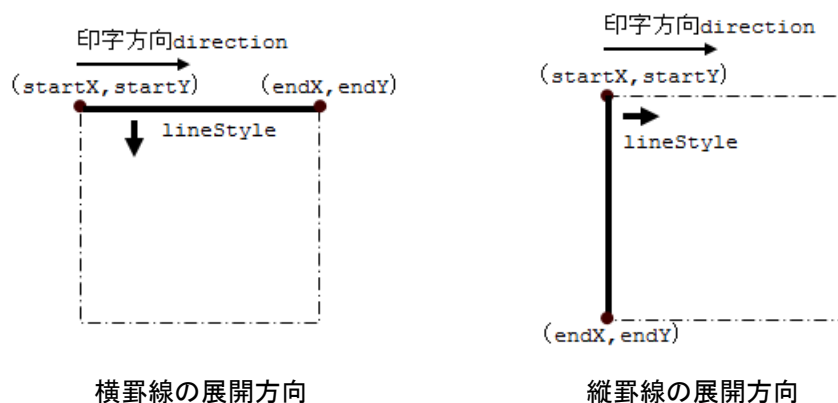 印字方向direction
(startX,startY)
(endX,endY)
lineStyle
横罫線の展開方向
印字方向direction
(startX,startY)
lineStyle
(endX,endY)
縦罫線の展開方向